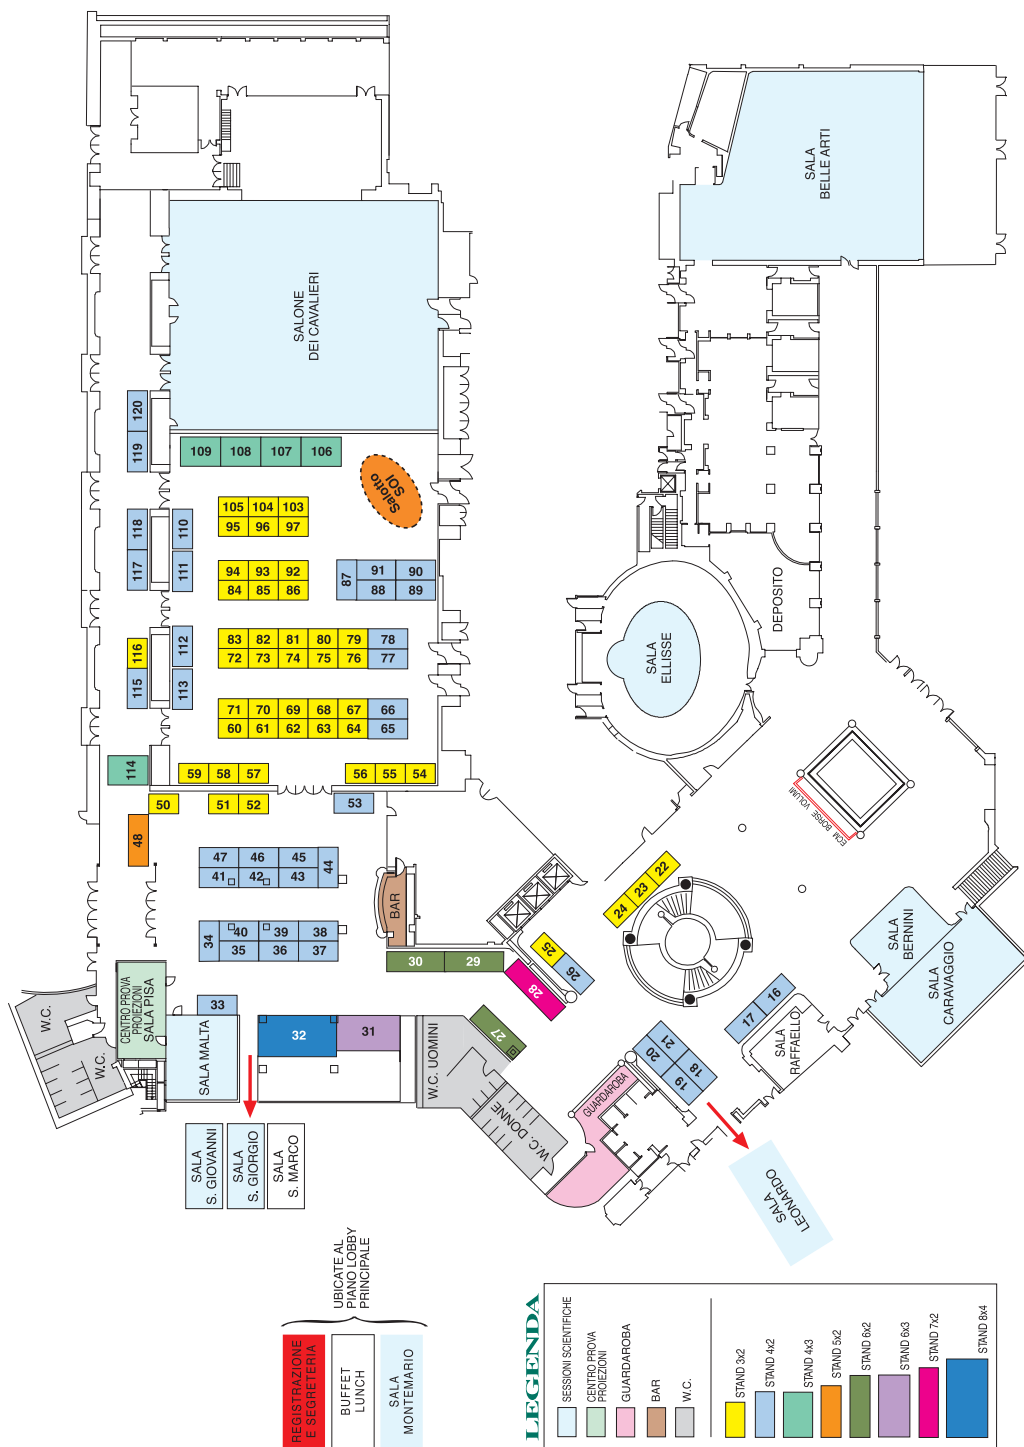 SALA
BELLE ARTI
SALONE
DEI CAVALIERI
120
119
109
108
107
106
Salotto
SOI
105
104
103
95
96
97
118
117
110
111
94
93
92
84
85
86
87
91
90
88
89
116
115
112
113
83
82
81
80
79
78
72
73
74
75
76
77
71
70
69
68
67
66
60
61
62
63
64
65
SALA
ELLISSE
DEPOSITO
114
59
58
57
56
55
54
50
51
52
53
48
47
46
45
44
41
42
43
34
40
39
38
35
36
37
BAR
30
29
28
25
26
24
23
22
ECM BORSE VOLUMI
SALA
BERNINI
SALA
CARAVAGGIO
17
16
SALA
RAFFAELLO
W.C.
W.C.
CENTRO PROVA
PROIEZIONI
SALA PISA
33
SALA MALTA
32
31
W.C. UOMINI
27
W.C. DONNE
GUARDAROBA
20
21
19
18
SALA
LEONARDO
SALA
S. GIOVANNI
SALA
S. GIORGIO
SALA
S. MARCO
UBICATE AL
PIANO LOBBY
PRINCIPALE
REGISTRAZIONE
E SEGRETERIA
BUFFET
LUNCH
SALA
MONTEMARIO
LEGENDA
SESSIONI SCIENTIFICHE
CENTRO PROVA
PROIEZIONI
GUARDAROBA
BAR
W.C.
STAND 3x2
STAND 4x2
STAND 4x3
STAND 5x2
STAND 6x2
STAND 6x3
STAND 7x2
STAND 8x4